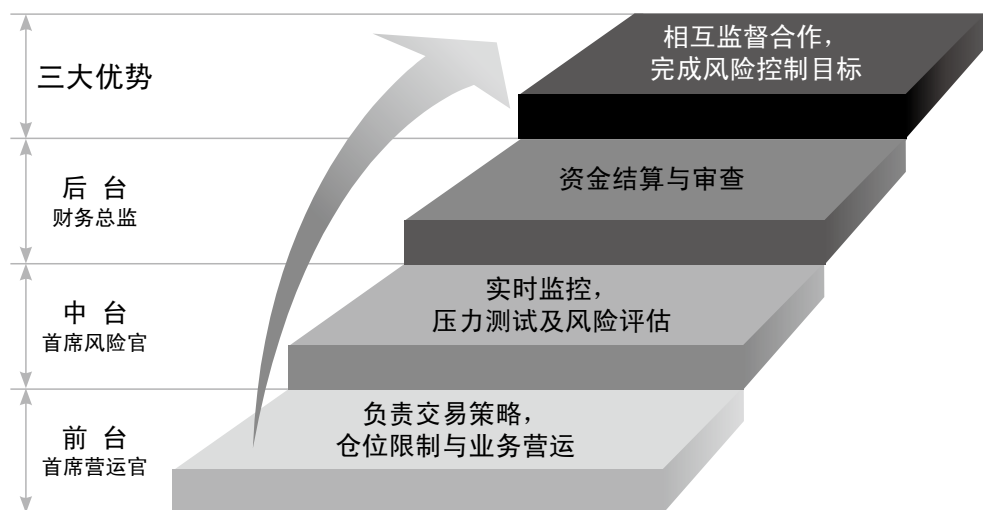 三大优势
相互监督合作，
完成风险控制目标
后 台
财务总监
资金结算与审查
中 台
首席风险官
实时监控，
压力测试及风险评估
前 台
首席营运官
负责交易策略，
仓位限制与业务营运